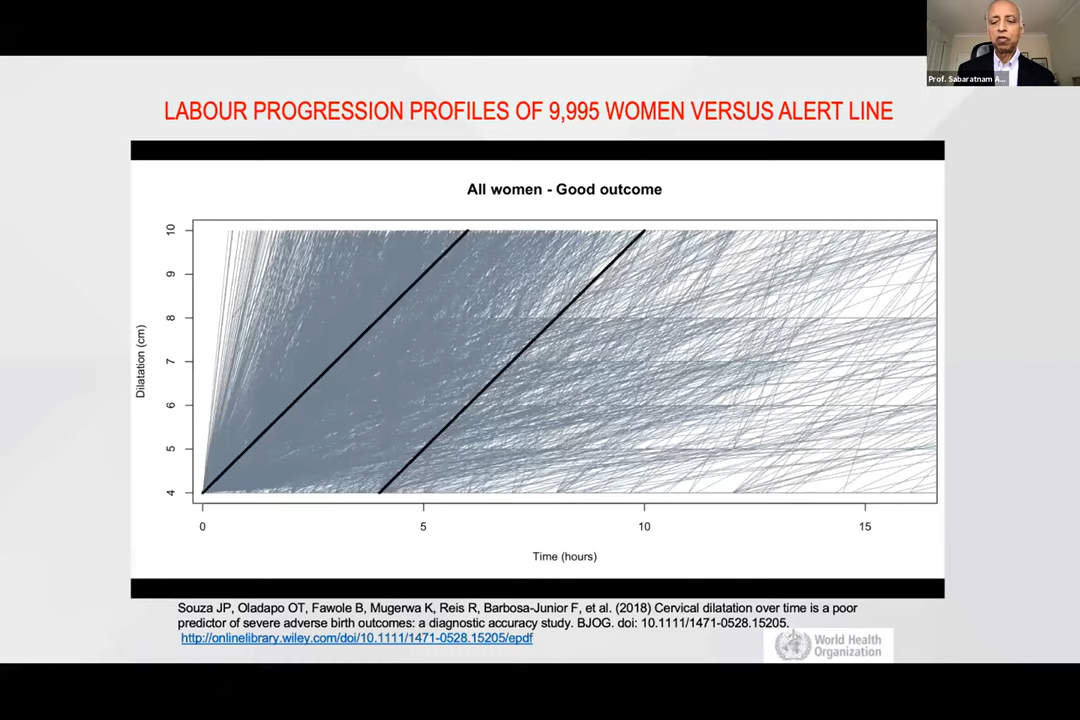 Prof. Sabaratnam A...
LABOUR PROGRESSION PROFILES OF 9,995 WOMEN VERSUS ALERT LINE
All women - Good outcome
Dilatation (cm)
10
9
8
7
6
5
4
0 5 10 15
Time (hours)
Souza JP, Oladapo OT, Fawole B, Mugerwa K, Reis R, Barbosa-Junior F, et al. (2018) Cervical dilatation over time is a poor
predictor of severe adverse birth outcomes: a diagnostic accuracy study. BJOG. doi: 10.1111/1471-0528.15205.
http://onlinelibrary.wiley.com/doi/10.1111/1471-0528.15205/epdf
World Health
Organization